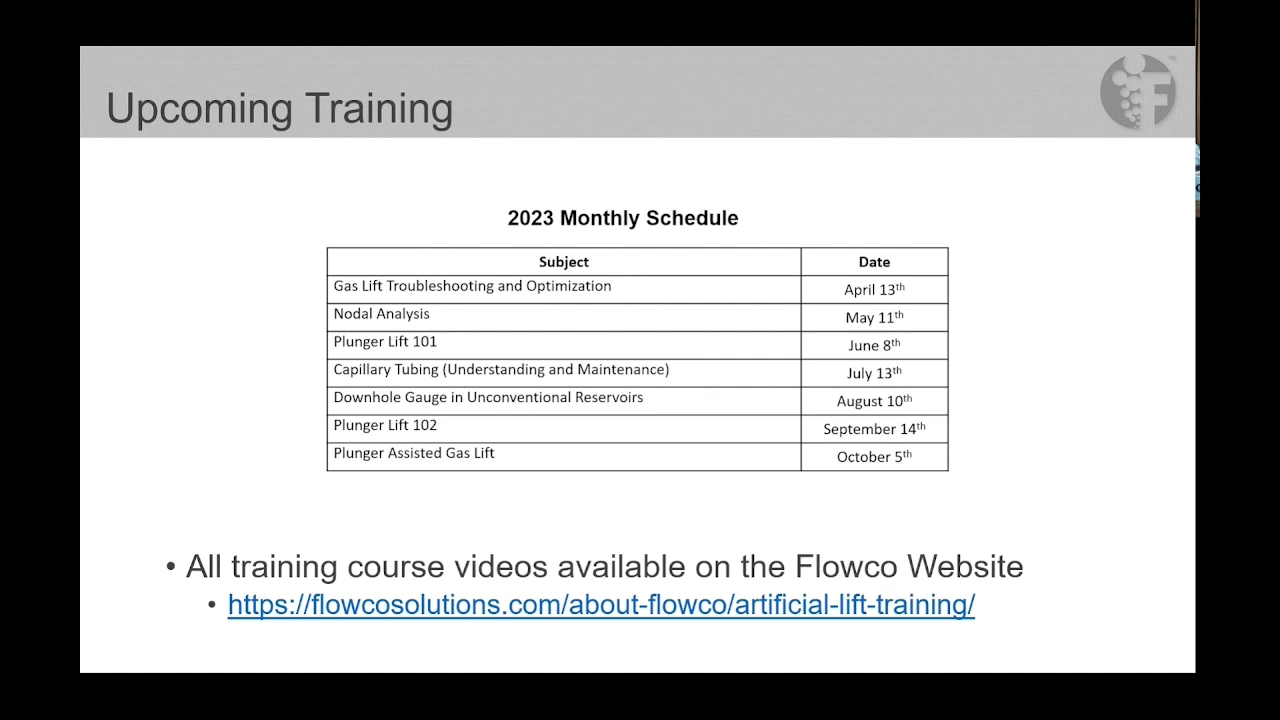 Upcoming Training
F
2023 Monthly Schedule
Subject Date
Gas Lift Troubleshooting and Optimization April 13th
Nodal Analysis May 11th
Plunger Lift 101 June 8th
Capillary Tubing (Understanding and Maintenance) July 13th
Downhole Gauge in Unconventional Reservoirs August 10th
Plunger Lift 102 September 14th
Plunger Assisted Gas Lift October 5th
• All training course videos available on the Flowco Website
• https://flowcosolutions.com/about-flowco/artificial-lift-training/